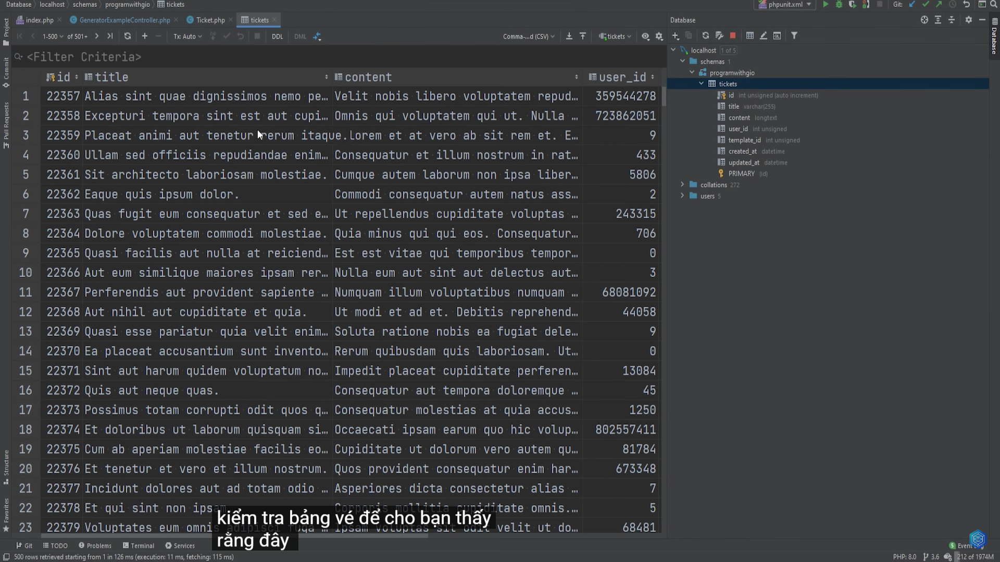 Database localhost schemas programwithgio tickets
phpunit.xml Git:
index.php GeneratorExampleController.php Ticket.php tickets Database
1-500 of 501+ Tx: Auto DDL DML Comma-...d (CSV) tickets
<Filter Criteria>
id title content user_id
1 22357 Alias sint quae dignissimos nemo pe… Velit nobis libero voluptatem repud… 359544278
2 22358 Excepturi tempora sint est aut cupi… Omnis qui voluptatem qui ut. Nulla … 723862051
3 22359 Placeat animi aut tenetur rerum itaque. Lorem et at vero ab sit rem et. E… 9
4 22360 Ullam sed officiis repudiandae enim… Consequatur et illum nostrum in rat… 433
5 22361 Sit architecto laboriosam molestiae. Cumque autem laborum non ipsa liber… 5806
6 22362 Eaque quis ipsum dolor. Commodi consequatur autem natus ass… 2
7 22363 Quas fugit eum consequatur et sed e… Ut repellendus cupiditate voluptas … 243315
8 22364 Dolore voluptatem commodi molestiae. Quia minus qui qui eos. Consequatur… 706
9 22365 Quasi facilis aut nulla at reiciend… Est est vitae qui temporibus tempor… 0
10 22366 Aut eum similique maiores ipsam rer… Nulla eum aut sint aut delectus aut… 3
11 22367 Perferendis aut provident sapiente … Numquam illum voluptatibus numquam … 68081092
12 22368 Aut nihil aut cupiditate et quia. Ut modi et ad et. Debitis reprehend… 44058
13 22369 Quasi esse pariatur quia velit enim… Soluta ratione nobis ea fugiat dele… 9
14 22370 Ea placeat accusantium sunt invento… Rerum quibusdam quis laboriosam. Ut… 0
15 22371 Sint aut harum quidem voluptatum no… Impedit placeat cupiditate perferen… 13084
16 22372 Quis aut neque quas. Consequatur aut tempora doloremque … 45
17 22373 Possimus totam corrupti odit quos q… Consequatur molestias at quia accus… 1250
18 22374 Et doloribus ut laborum quisquam si… Occaecati ipsam earum quo hic volup… 802557411
19 22375 Cum ab aperiam molestiae facilis eo… Cupiditate ut dolorum vero autem qu… 81784
20 22376 Et tenetur et vero et illum nostrum. Quos provident consequatur enim har… 673348
21 22377 Incidunt dolores aut ad totam odio … Asperiores dicta consectetur alias … 7
22 22378 Et qui sint non ipsam Corporis mollitia cupiditate omnis.… 5
23 22379 Voluptates eum omnis adipisci fuga … Ipsam voluptas sit odit velit ut do… 68481
kiểm tra bảng vé để cho bạn thấy
rằng đây
localhost 1 of 5
schemas 1
programwithgio
tickets
id int unsigned (auto increment)
title varchar(255)
content longtext
user_id int unsigned
template_id int unsigned
created_at datetime
updated_at datetime
PRIMARY (id)
collations 272
users 5
Project
Commit
Pull Requests
Structure
Favorites
Database
Git TODO Problems Terminal Services 5 Event
500 rows retrieved starting from 1 in 126 ms (execution: 11 ms, fetching: 115 ms) PHP: 8.0 3.6 212 of 1974M